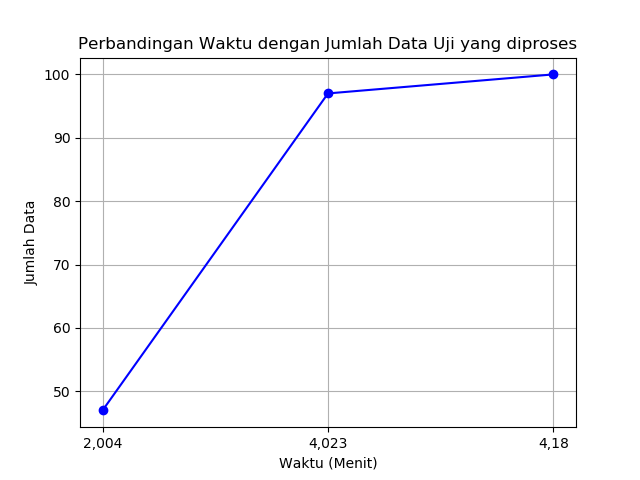 Perbandingan Waktu dengan Jumlah Data Uji yang diproses
100
90
80
70
60
50
Jumlah Data
2,004 4,023 4,18
Waktu (Menit)